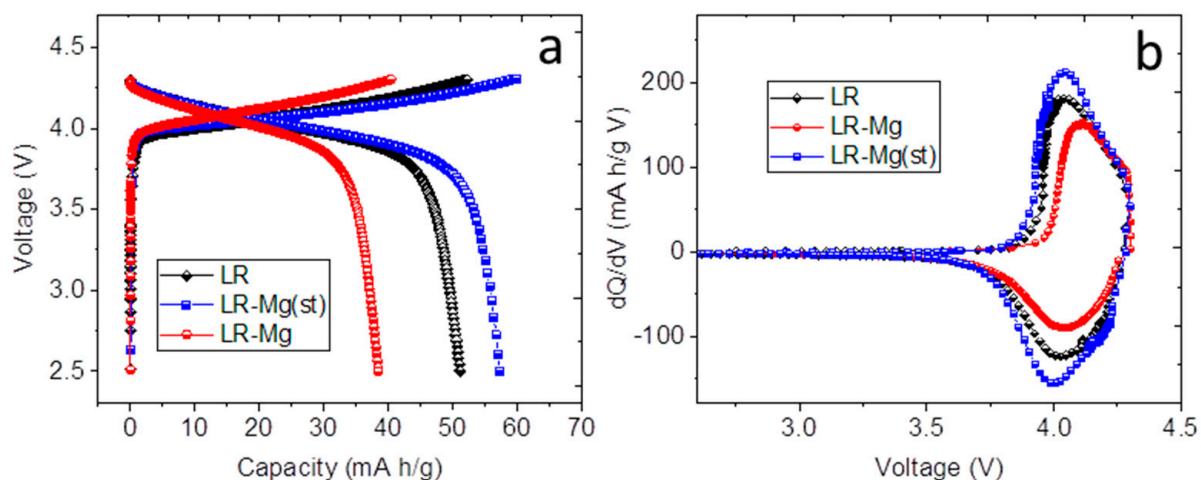 a
4.5
4.0
3.5
3.0
2.5
Voltage (V)
LR
LR-Mg(st)
LR-Mg
0 10 20 30 40 50 60 70
Capacity (mA h/g)
b
200
100
0
-100
dQ/dV (mA h/g V)
LR
LR-Mg
LR-Mg(st)
3.0 3.5 4.0 4.5
Voltage (V)